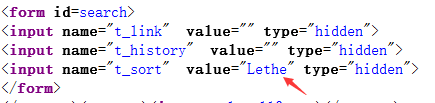 <form id=search>
<input name="t_link"  value="" type="hidden">
<input name="t_history"  value="" type="hidden">
<input name="t_sort"  value="Lethe" type="hidden">
</form>